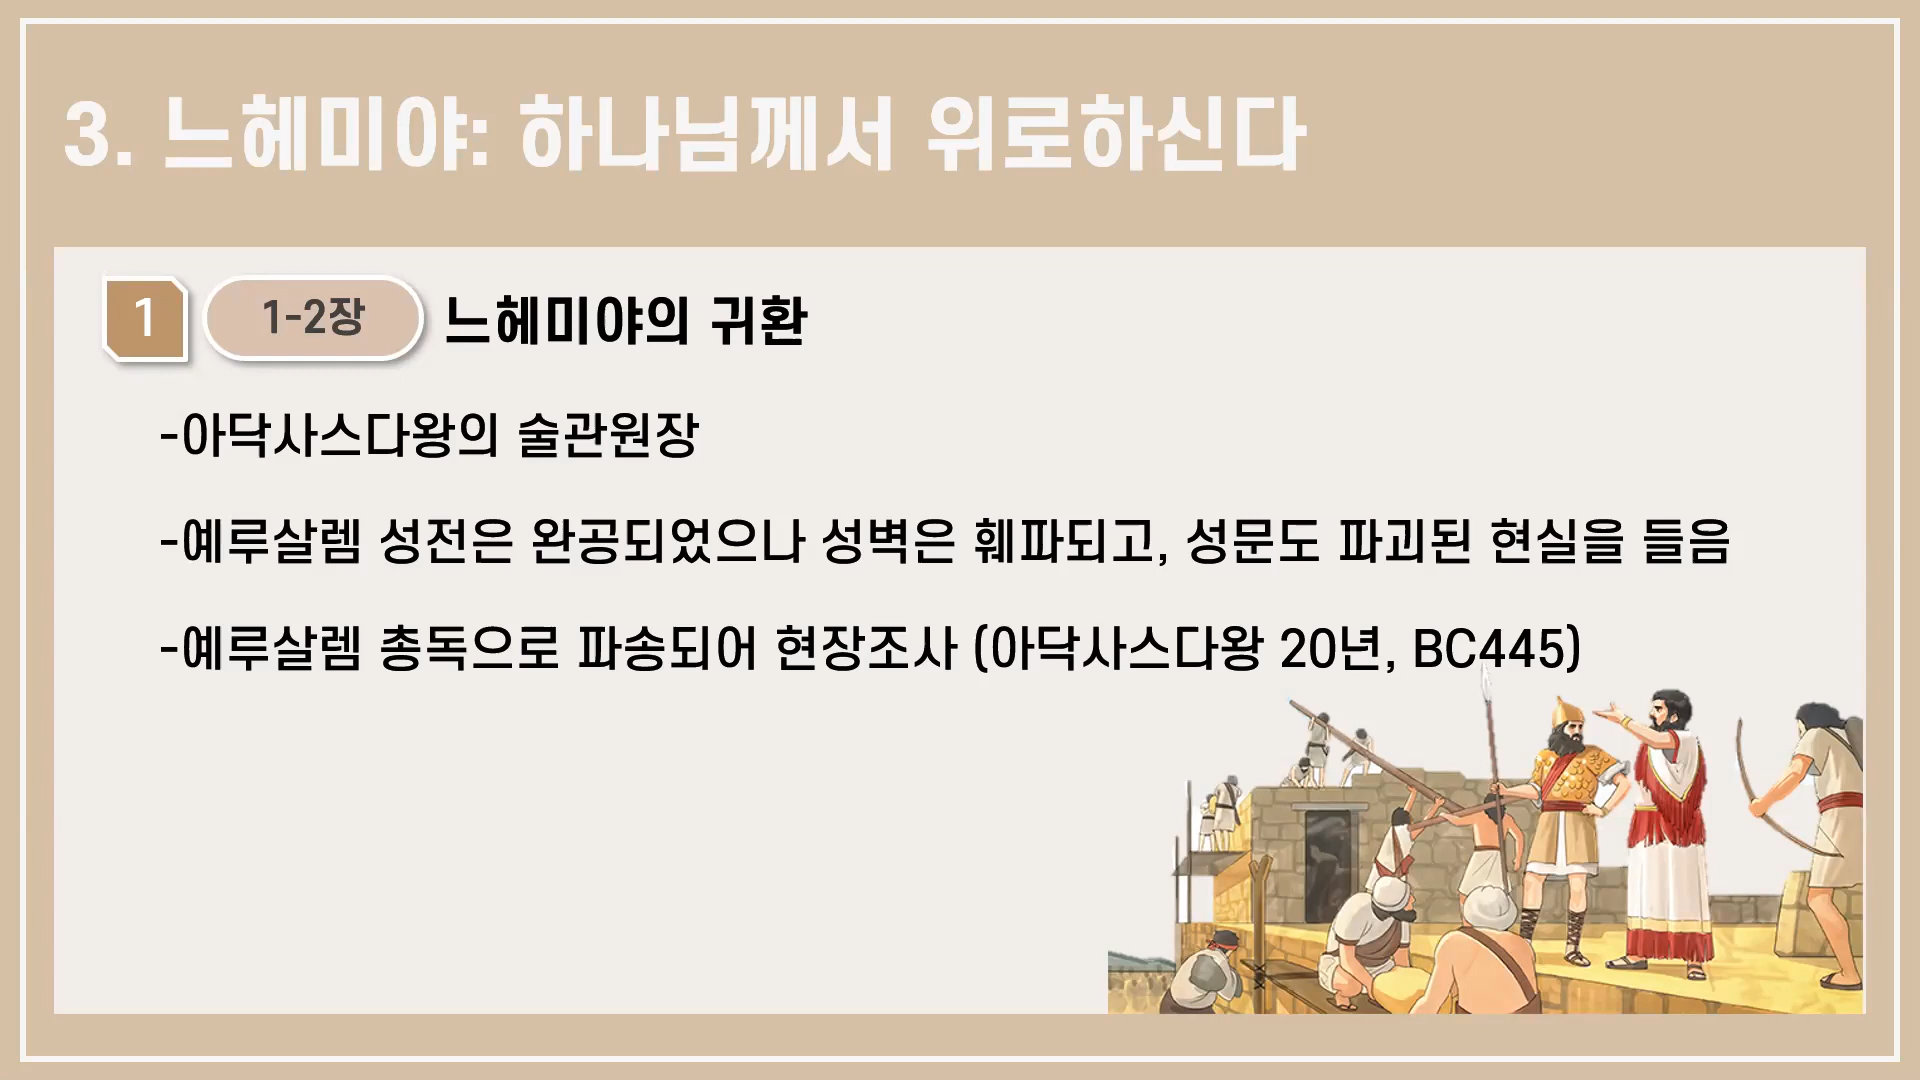 3. 느헤미야: 하나님께서 위로하신다
1 1-2장 느헤미야의 귀환
-아닥사스다왕의 술관원장
-예루살렘 성전은 완공되었으나 성벽은 훼파되고, 성문도 파괴된 현실을 들음
-예루살렘 총독으로 파송되어 현장조사 (아닥사스다왕 20년, BC445)